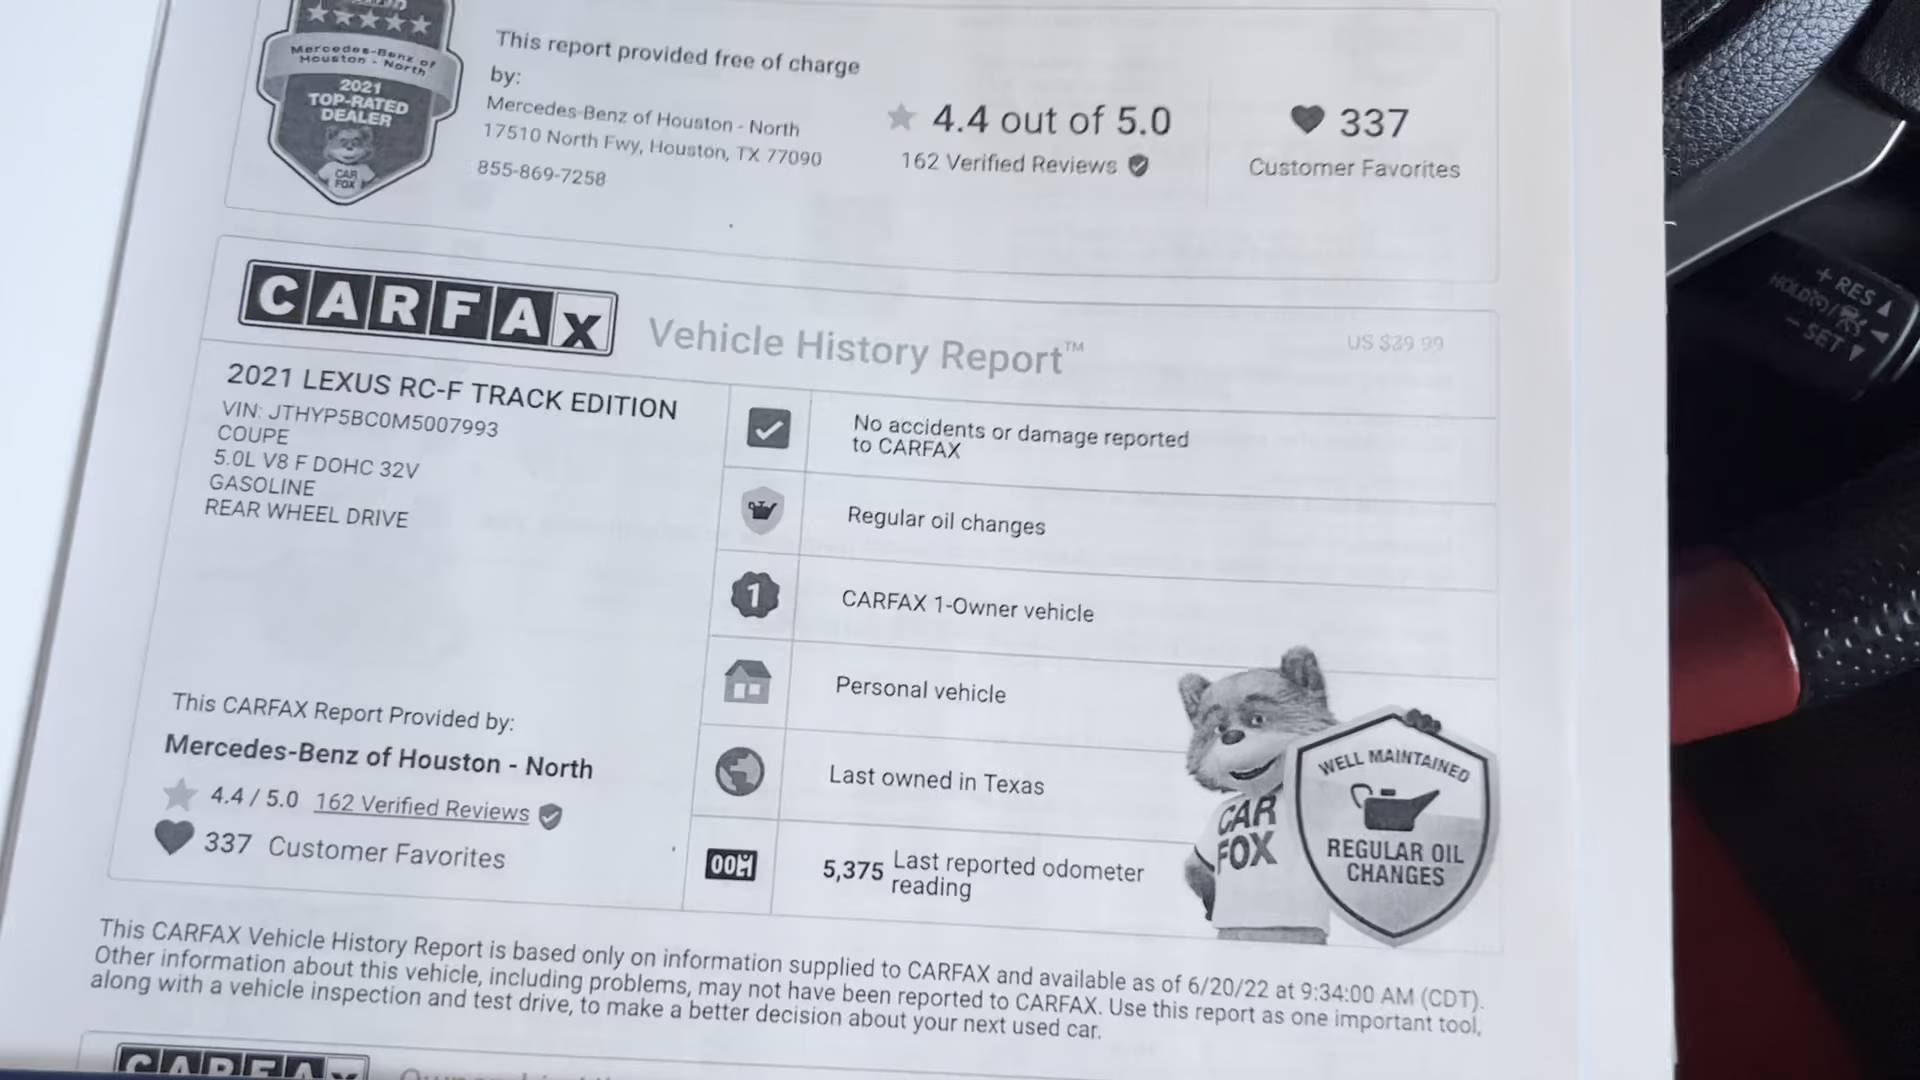 Mercedes-Benz of
Houston - North
2021
TOP-RATED
DEALER
CAR
FOX
This report provided free of charge
by:
Mercedes-Benz of Houston - North
17510 North Fwy, Houston, TX 77090
855-869-7258
4.4 out of 5.0
162 Verified Reviews
337
Customer Favorites
CARFAX Vehicle History Report™
US $39.99
2021 LEXUS RC-F TRACK EDITION
VIN: JTHYP5BC0M5007993
COUPE
5.0L V8 F DOHC 32V
GASOLINE
REAR WHEEL DRIVE
No accidents or damage reported
to CARFAX
Regular oil changes
1
CARFAX 1-Owner vehicle
Personal vehicle
Last owned in Texas
5,375 Last reported odometer
reading
This CARFAX Report Provided by:
Mercedes-Benz of Houston - North
4.4 / 5.0 162 Verified Reviews
337 Customer Favorites
CAR
FOX
WELL MAINTAINED
REGULAR OIL
CHANGES
This CARFAX Vehicle History Report is based only on information supplied to CARFAX and available as of 6/20/22 at 9:34:00 AM (CDT).
Other information about this vehicle, including problems, may not have been reported to CARFAX. Use this report as one important tool,
along with a vehicle inspection and test drive, to make a better decision about your next used car.
CARFAX
+ RES
HOLD
- SET